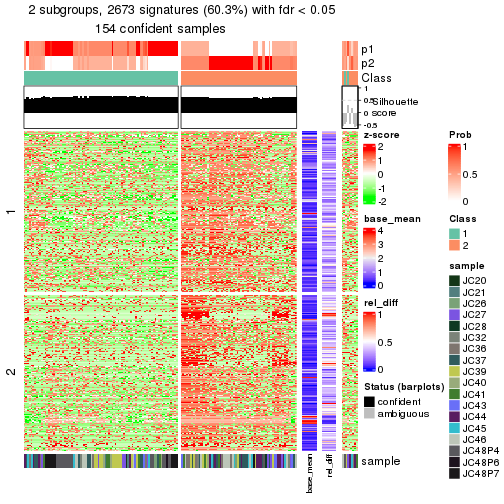 2 subgroups, 2673 signatures (60.3%) with fdr < 0.05
154 confident samples
p1
p2
Class
1
0.5
0
-0.5
Silhouette
score
1
2
z-score
2
1
0
-1
-2
base_mean
4
3
2
1
0
rel_diff
1
0.5
0
Status (barplots)
confident
ambiguous
Prob
1
0.5
0
Class
1
2
sample
JC20
JC21
JC26
JC27
JC28
JC32
JC36
JC37
JC39
JC40
JC41
JC43
JC44
JC45
JC46
JC48P4
JC48P6
JC48P7
sample
base_mean
rel_diff